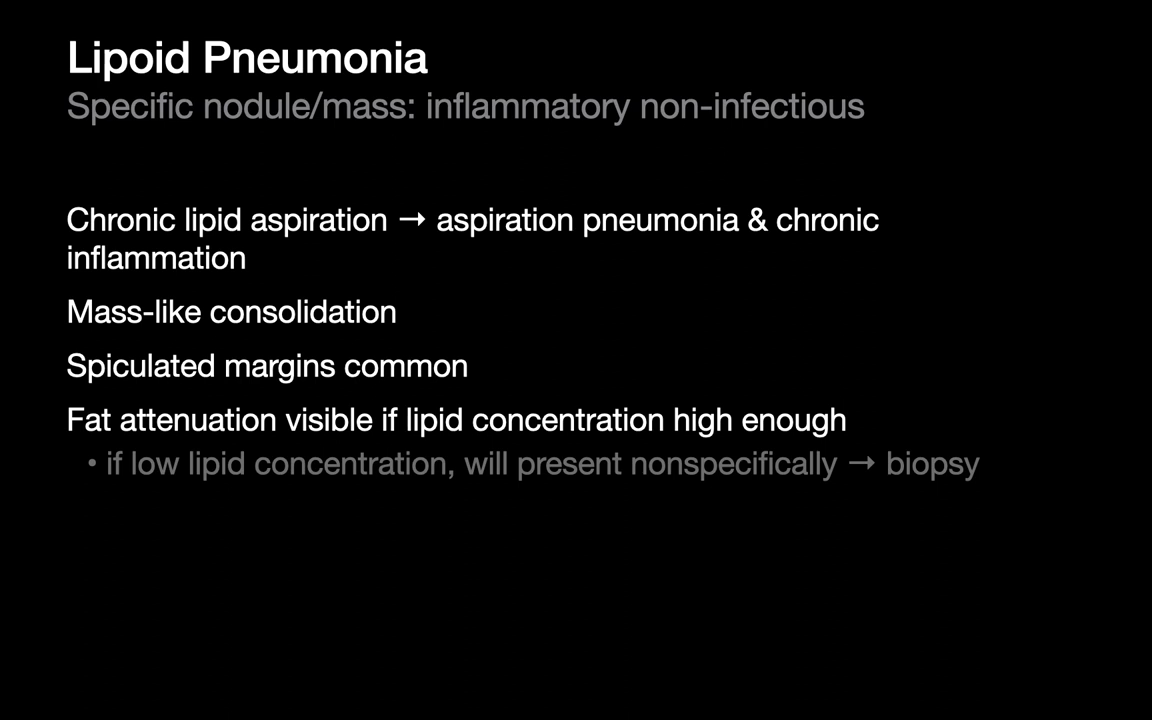 Lipoid Pneumonia
Specific nodule/mass: inflammatory non-infectious
Chronic lipid aspiration → aspiration pneumonia & chronic
inflammation
Mass-like consolidation
Spiculated margins common
Fat attenuation visible if lipid concentration high enough
• if low lipid concentration, will present nonspecifically → biopsy